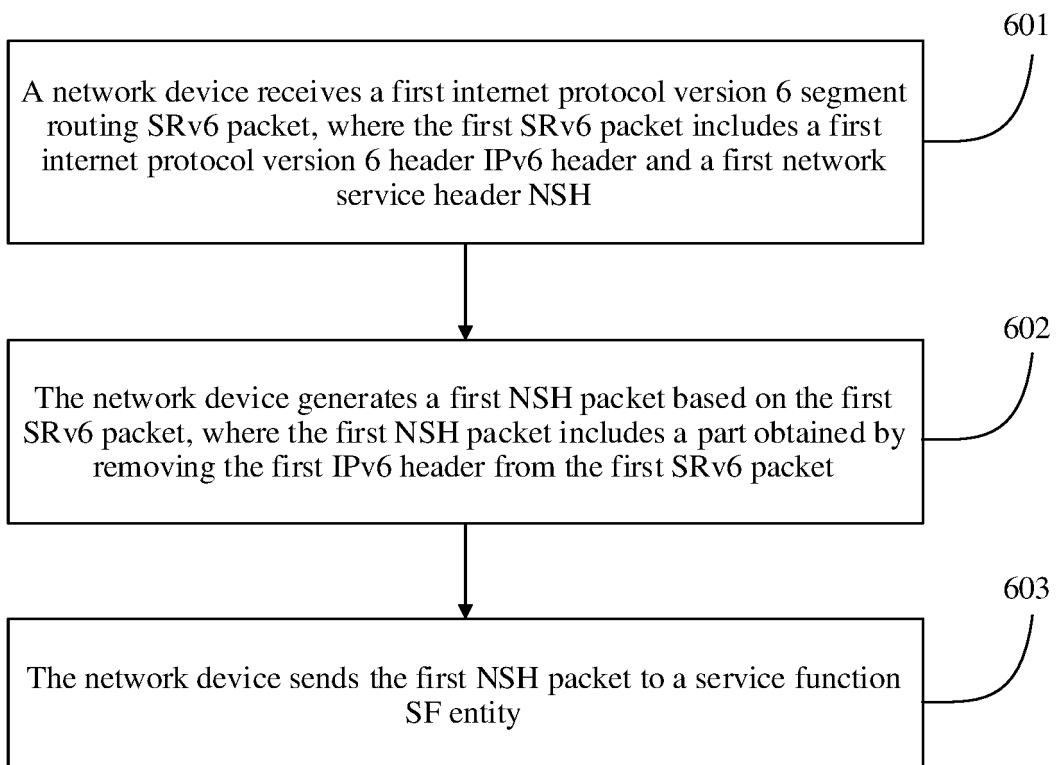 601
A network device receives a first internet protocol version 6 segment
routing SRv6 packet, where the first SRv6 packet includes a first
internet protocol version 6 header IPv6 header and a first network
service header NSH
602
The network device generates a first NSH packet based on the first
SRv6 packet, where the first NSH packet includes a part obtained by
removing the first IPv6 header from the first SRv6 packet
603
The network device sends the first NSH packet to a service function
SF entity